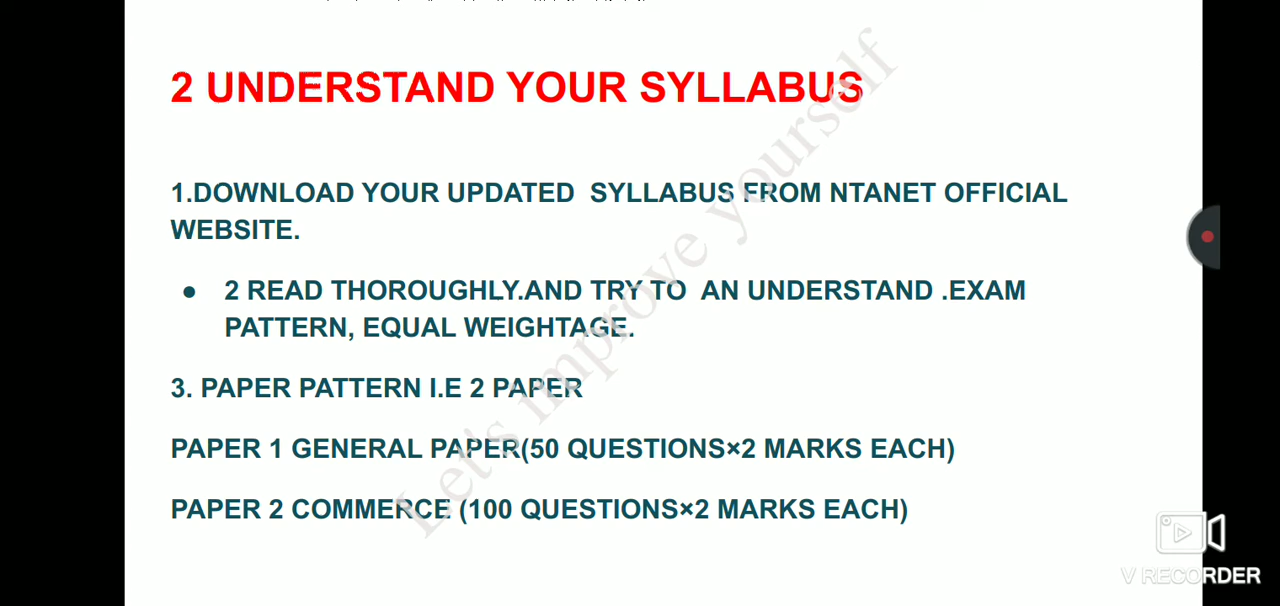 2 UNDERSTAND YOUR SYLLABUS
1.DOWNLOAD YOUR UPDATED SYLLABUS FROM NTANET OFFICIAL
WEBSITE.
● 2 READ THOROUGHLY.AND TRY TO AN UNDERSTAND .EXAM
PATTERN, EQUAL WEIGHTAGE.
3. PAPER PATTERN I.E 2 PAPER
PAPER 1 GENERAL PAPER(50 QUESTIONS×2 MARKS EACH)
PAPER 2 COMMERCE (100 QUESTIONS×2 MARKS EACH)
Let's improve yourself
V RECORDER